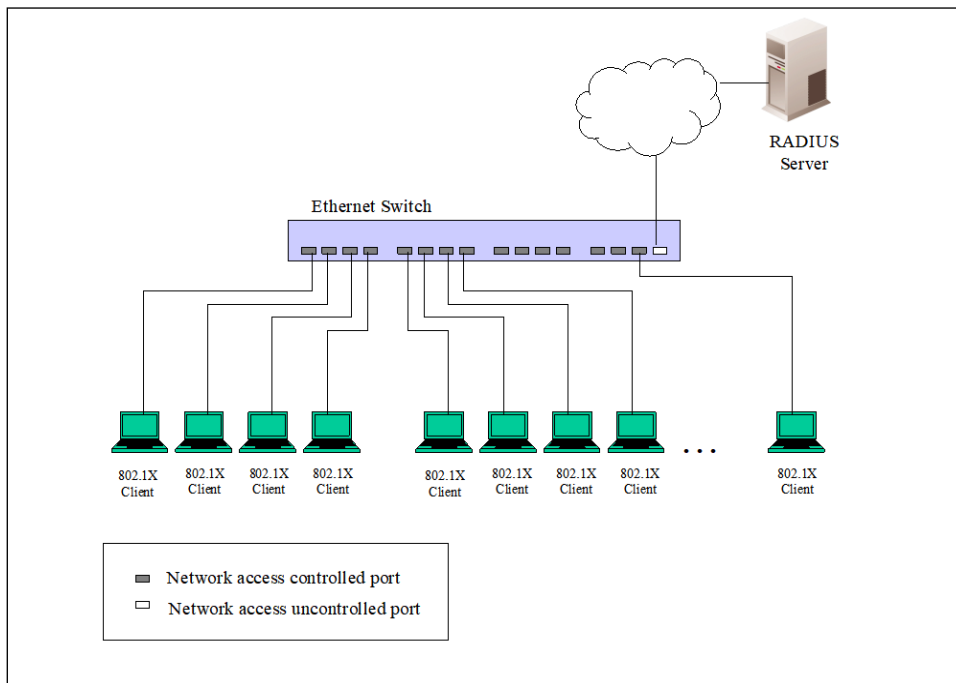 RADIUS
Server
Ethernet Switch
802.1X
Client
802.1X
Client
802.1X
Client
802.1X
Client
802.1X
Client
802.1X
Client
802.1X
Client
802.1X
Client
. . .
802.1X
Client
Network access controlled port
Network access uncontrolled port